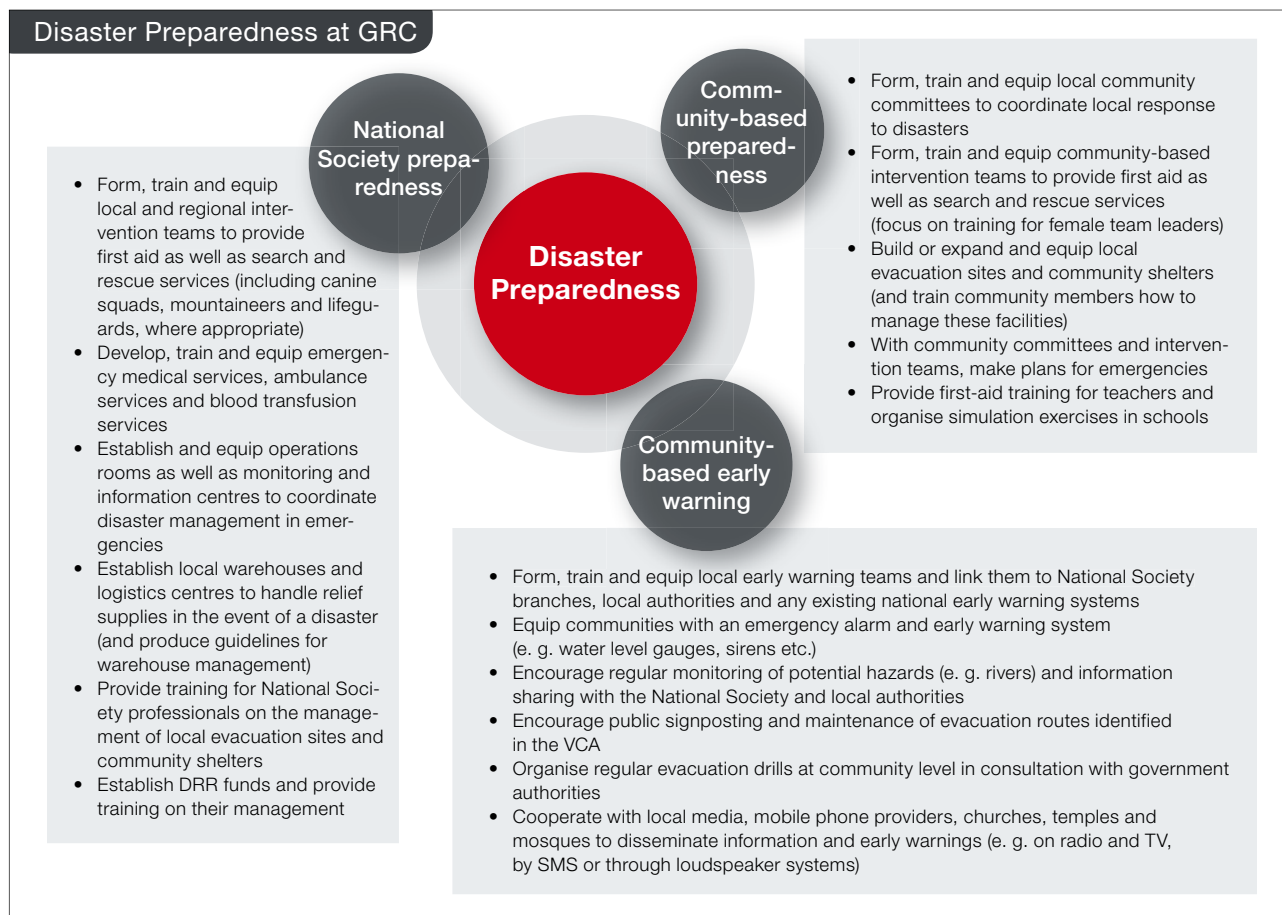 Disaster Preparedness at GRC
National
Society prepa-
redness
Comm-
unity-based
prepared-
ness
Disaster
Preparedness
Community-
based early
warning
• Form, train and equip
local and regional inter-
vention teams to provide
first aid as well as search and
rescue services (including canine
squads, mountaineers and lifegu-
ards, where appropriate)
• Develop, train and equip emergen-
cy medical services, ambulance
services and blood transfusion
services
• Establish and equip operations
rooms as well as monitoring and
information centres to coordinate
disaster management in emer-
gencies
• Establish local warehouses and
logistics centres to handle relief
supplies in the event of a disaster
(and produce guidelines for
warehouse management)
• Provide training for National Soci-
ety professionals on the manage-
ment of local evacuation sites and
community shelters
• Establish DRR funds and provide
training on their management
• Form, train and equip local community
committees to coordinate local response
to disasters
• Form, train and equip community-based
intervention teams to provide first aid as
well as search and rescue services
(focus on training for female team leaders)
• Build or expand and equip local
evacuation sites and community shelters
(and train community members how to
manage these facilities)
• With community committees and interven-
tion teams, make plans for emergencies
• Provide first-aid training for teachers and
organise simulation exercises in schools
• Form, train and equip local early warning teams and link them to National Society
branches, local authorities and any existing national early warning systems
• Equip communities with an emergency alarm and early warning system
(e. g. water level gauges, sirens etc.)
• Encourage regular monitoring of potential hazards (e. g. rivers) and information
sharing with the National Society and local authorities
• Encourage public signposting and maintenance of evacuation routes identified
in the VCA
• Organise regular evacuation drills at community level in consultation with government
authorities
• Cooperate with local media, mobile phone providers, churches, temples and
mosques to disseminate information and early warnings (e. g. on radio and TV,
by SMS or through loudspeaker systems)